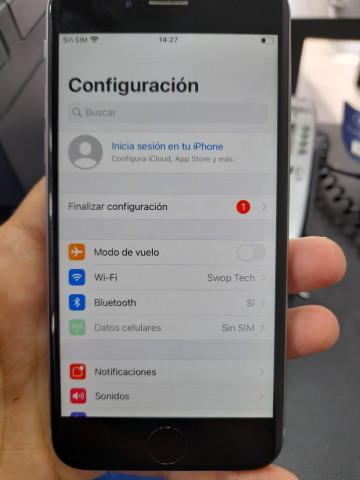 Sin SIM
14:27
Configuración
Buscar
Inicia sesión en tu iPhone
Configura iCloud, App Store y más.
Finalizar configuración 1
Modo de vuelo
Wi-Fi Swop Tech
Bluetooth Sí
Datos celulares Sin SIM
Notificaciones
Sonidos